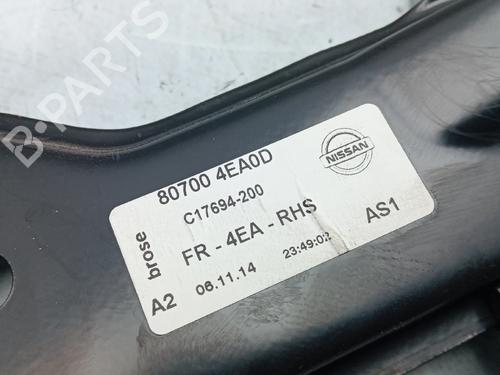 B-PARTS
80700 4EA0D
C17694-200
NISSAN
brose
FR - 4EA - RHS
AS1
A2
06.11.14
23:49:02